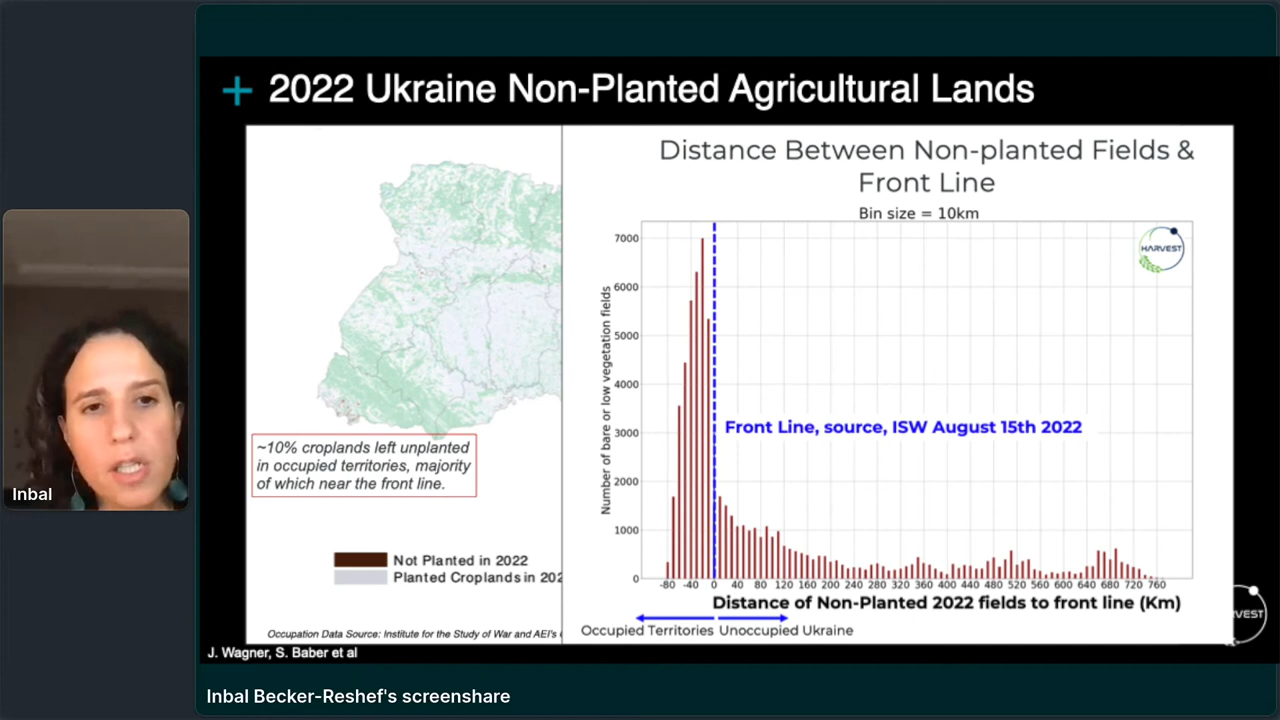 + 2022 Ukraine Non-Planted Agricultural Lands
Distance Between Non-planted Fields &
Front Line
Bin size = 10km
HARVEST
7000
6000
5000
4000
3000
2000
1000
0
Number of bare or low vegetation fields
Front Line, source, ISW August 15th 2022
-80 -40 0 40 80 120 160 200 240 280 320 360 400 440 480 520 560 600 640 680 720 760
Distance of Non-Planted 2022 fields to front line (Km)
Occupied Territories Unoccupied Ukraine
~10% croplands left unplanted
in occupied territories, majority
of which near the front line.
Not Planted in 2022
Planted Croplands in 202
Occupation Data Source: Institute for the Study of War and AEI's
VEST
J. Wagner, S. Baber et al
Inbal
Inbal Becker-Reshef's screenshare